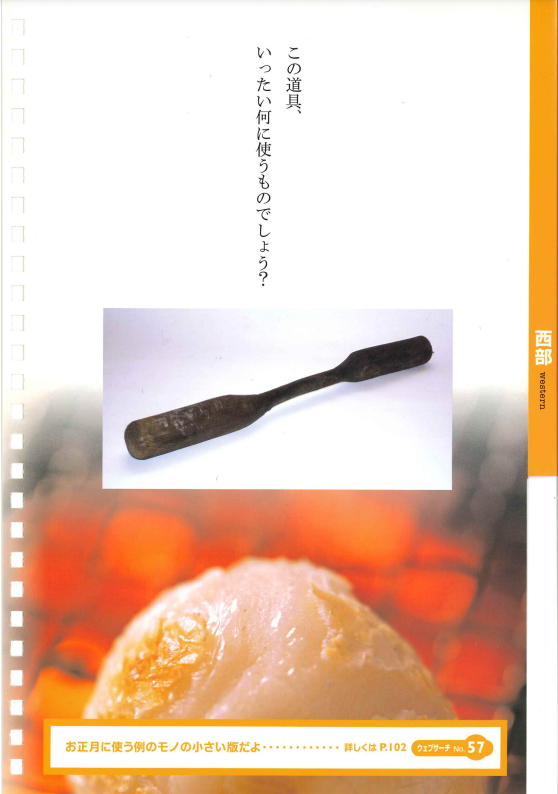 この道具、
いったい何に使うものでしょう？
西部
western
お正月に使う例のモノの小さい版だよ・・・・・・・・・・・・ 詳しくは P.102 ウェブサーチ No.57